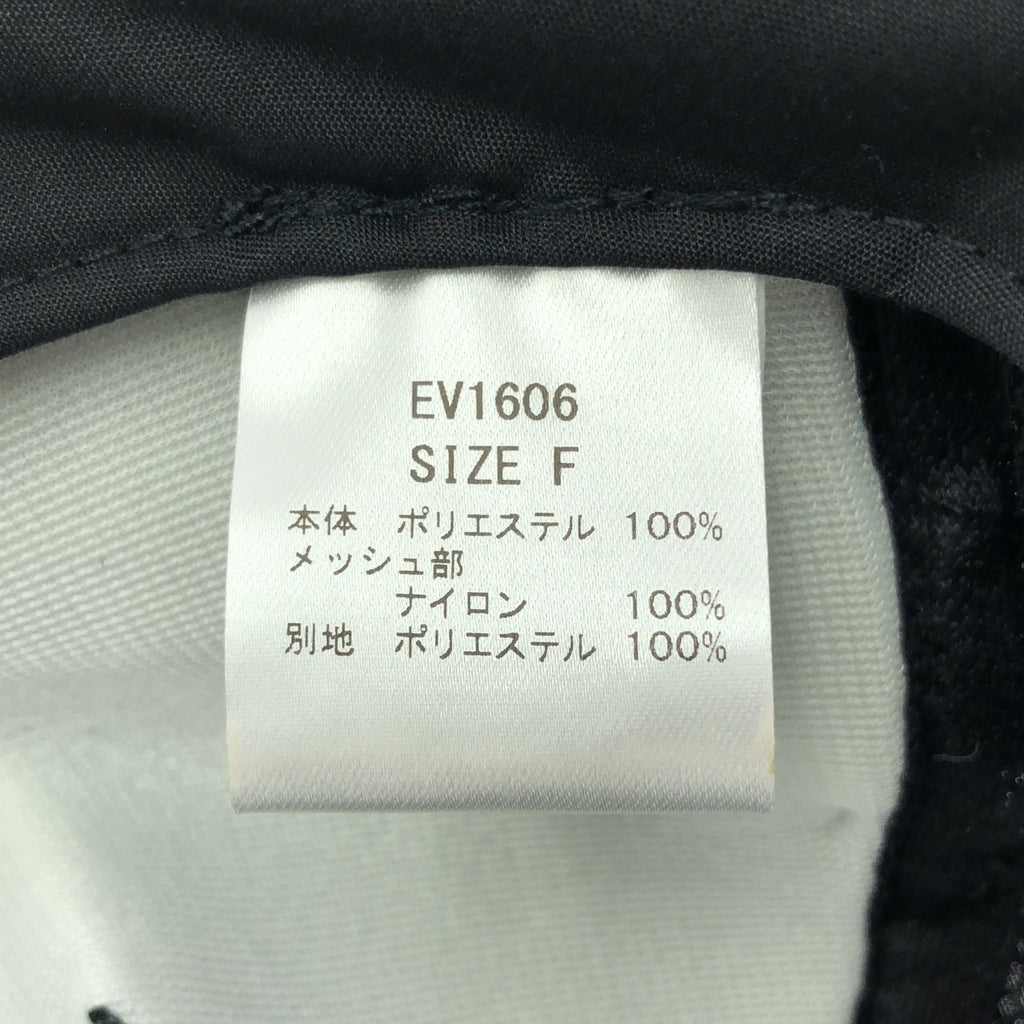 EV1606
SIZE F
本体 ポリエステル 100%
メッシュ部
ナイロン 100%
別地 ポリエステル 100%